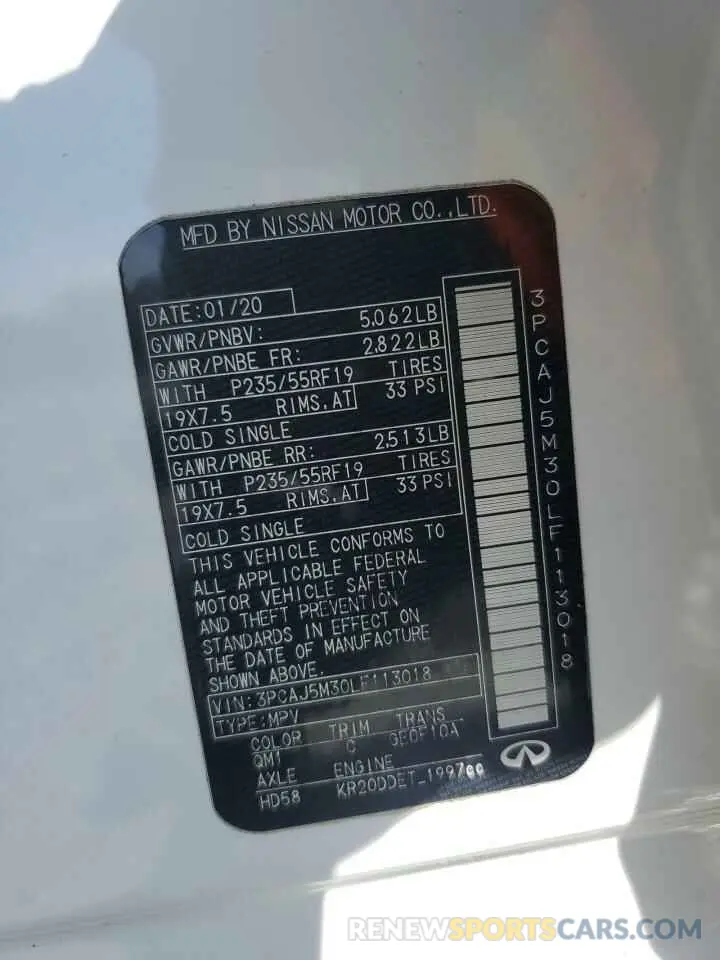 MFD BY NISSAN MOTOR CO.,LTD.
DATE:01/20
GVWR/PNBV: 5,062LB
GAWR/PNBE FR: 2,822LB
WITH P235/55RF19 TIRES
19X7.5 RIMS,AT 33 PSI
COLD SINGLE
GAWR/PNBE RR: 2,513LB
WITH P235/55RF19 TIRES
19X7.5 RIMS,AT 33 PSI
COLD SINGLE
THIS VEHICLE CONFORMS TO
ALL APPLICABLE FEDERAL
MOTOR VEHICLE SAFETY
AND THEFT PREVENTION
STANDARDS IN EFFECT ON
THE DATE OF MANUFACTURE
SHOWN ABOVE.
VIN:3PCAJ5M30LF113018
TYPE:MPV
COLOR TRIM TRANS
QM1 C GE0F10A
AXLE ENGINE
HD58 KR20DDET 1997cc
3PCAJ5M30LF113018
RENEWSPORTSCARS.COM